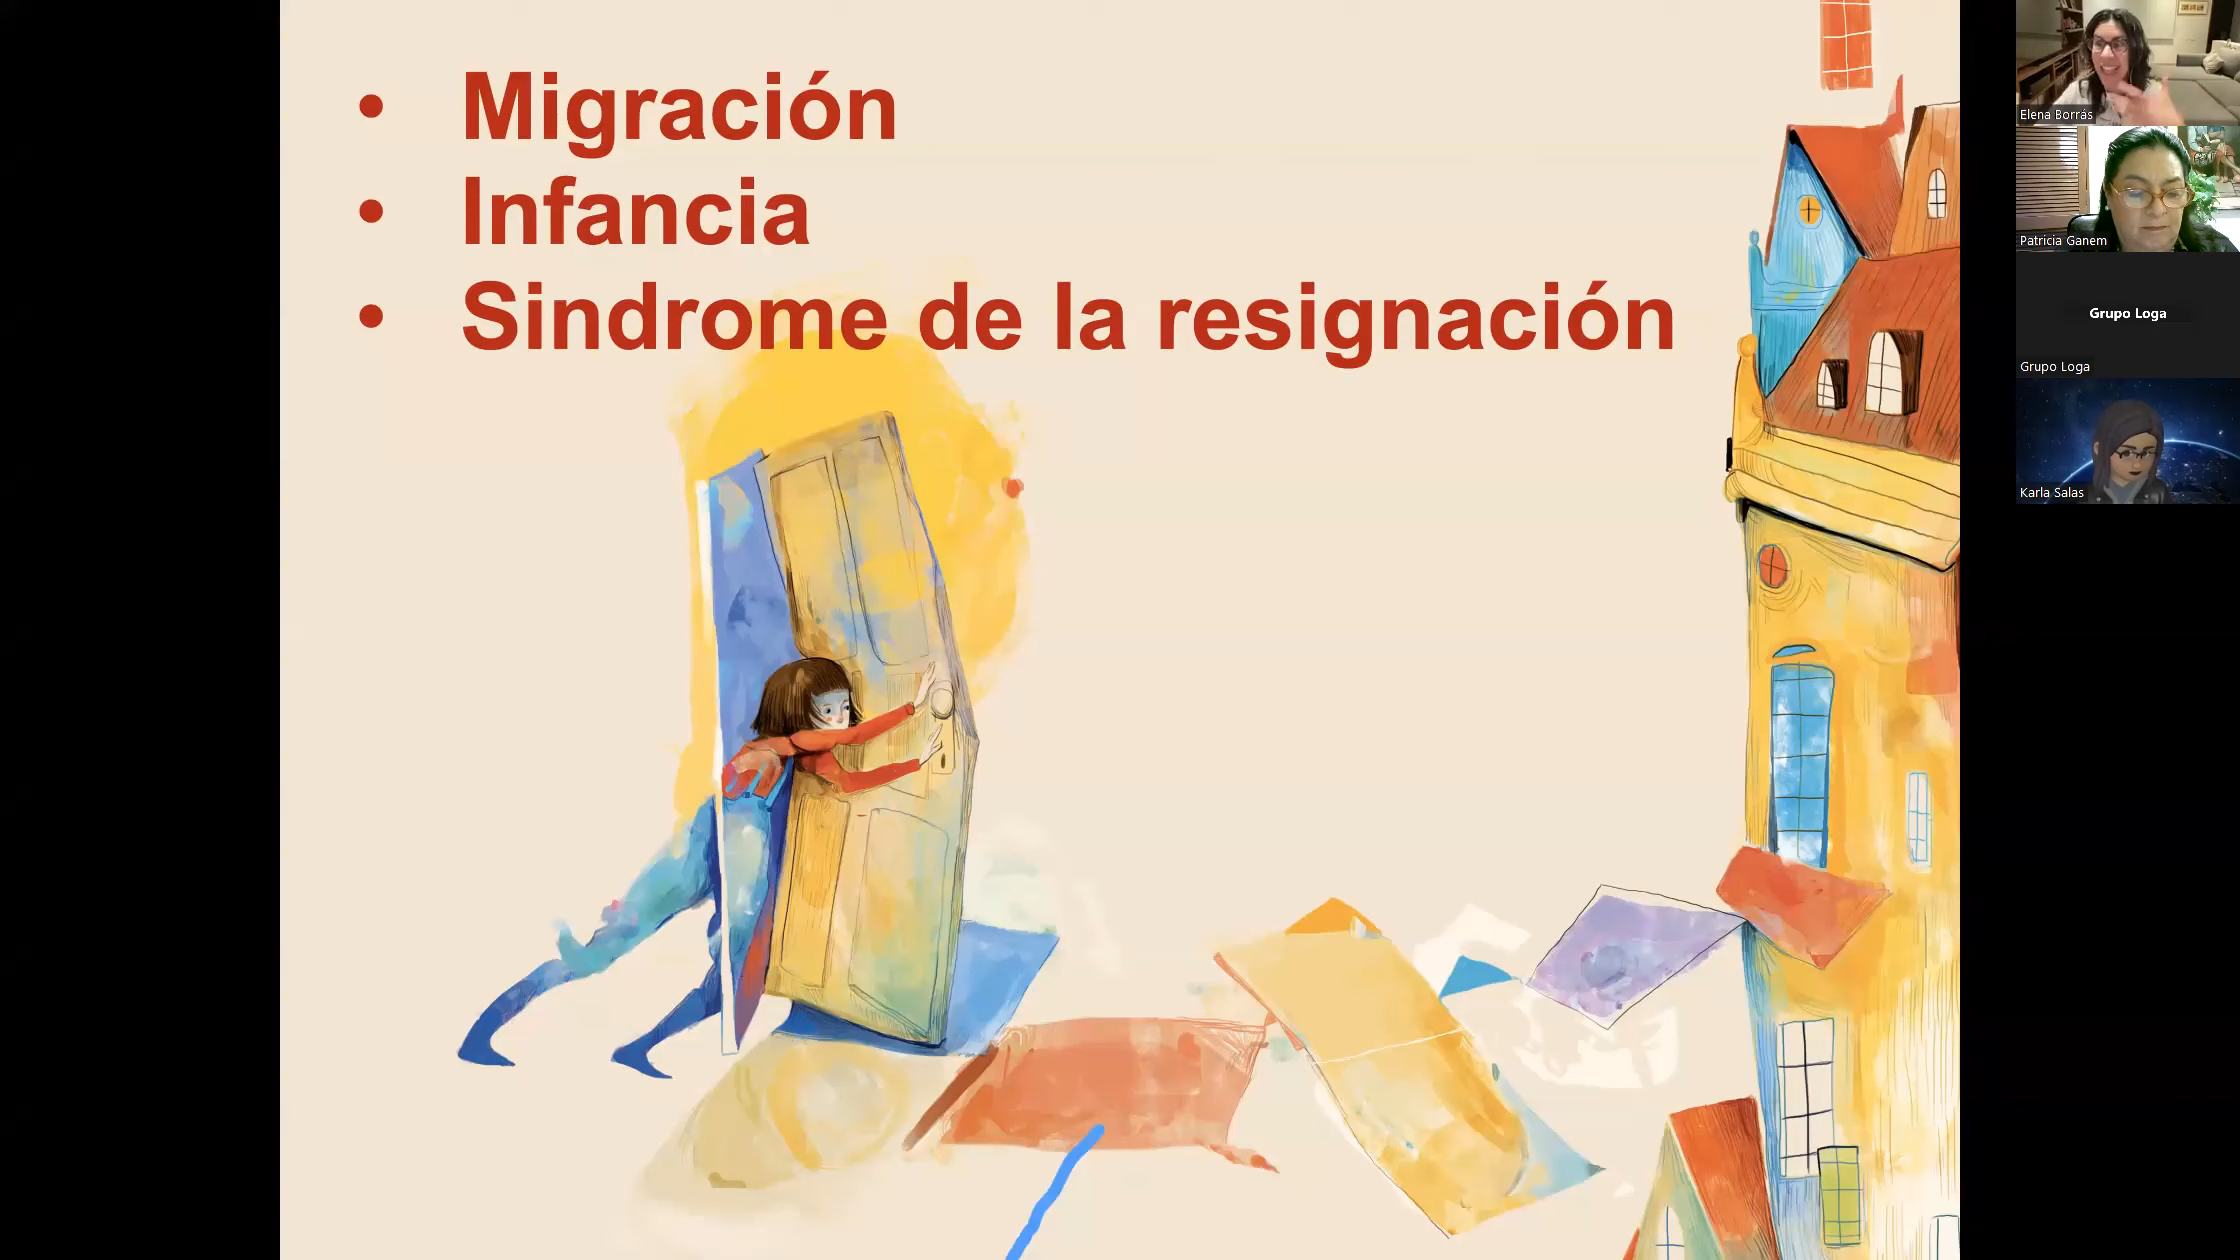 • Migración
• Infancia
• Sindrome de la resignación
Elena Borrás
Patricia Ganem
Grupo Loga
Grupo Loga
Karla Salas